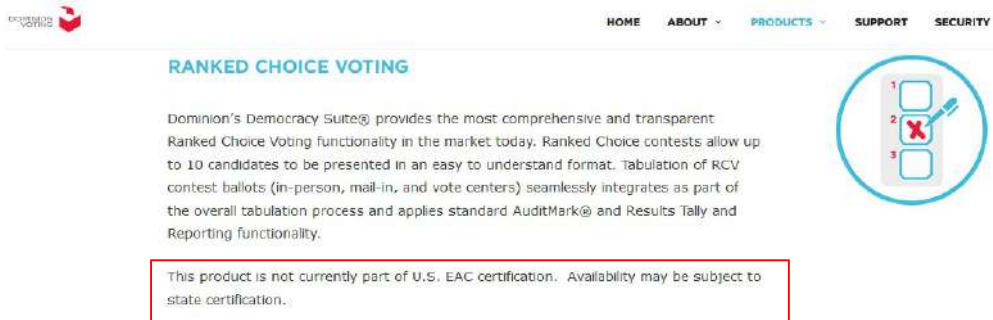 DOMINION
VOTING
HOME ABOUT PRODUCTS SUPPORT SECURITY
RANKED CHOICE VOTING
Dominion's Democracy Suite® provides the most comprehensive and transparent
Ranked Choice Voting functionality in the market today. Ranked Choice contests allow up
to 10 candidates to be presented in an easy to understand format. Tabulation of RCV
contest ballots (in-person, mail-in, and vote centers) seamlessly integrates as part of
the overall tabulation process and applies standard AuditMark® and Results Tally and
Reporting functionality.
1
2
3
This product is not currently part of U.S. EAC certification. Availability may be subject to
state certification.